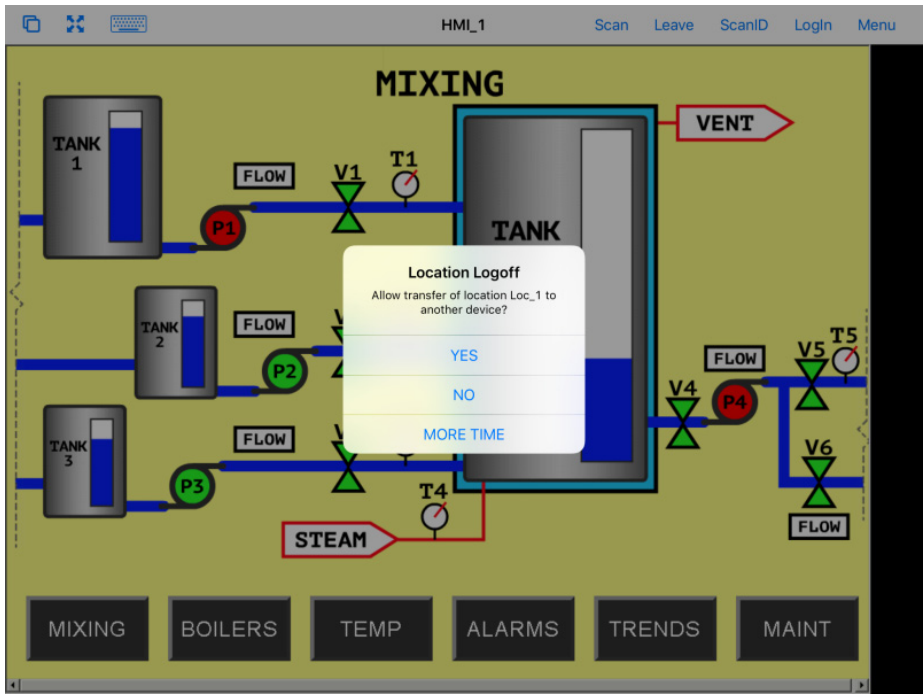 HMI_1
Scan
Leave
ScanID
LogIn
Menu
MIXING
TANK
1
FLOW
V1
T1
P1
VENT
TANK
Location Logoff
Allow transfer of location Loc_1 to
another device?
YES
NO
MORE TIME
TANK
2
FLOW
V
P2
TANK
3
FLOW
V
P3
T4
STEAM
V4
FLOW
P4
V5
T5
V6
FLOW
MIXING
BOILERS
TEMP
ALARMS
TRENDS
MAINT